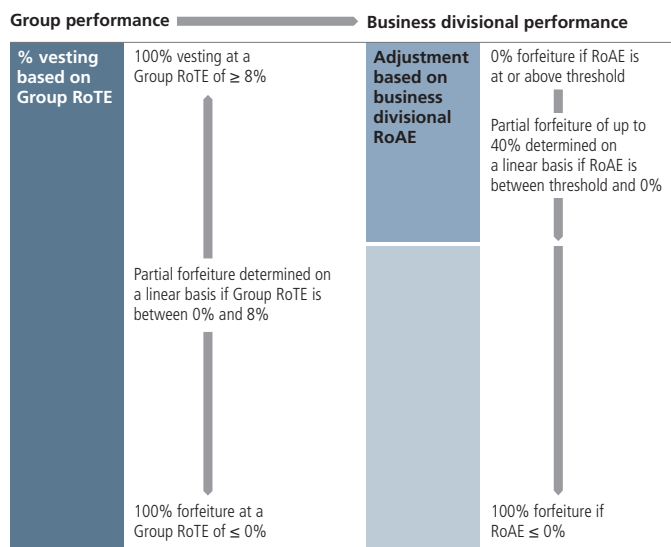 Group performance
Business divisional performance
% vesting
based on
Group RoTE
100% vesting at a
Group RoTE of ≥ 8%
Partial forfeiture determined on
a linear basis if Group RoTE is
between 0% and 8%
100% forfeiture at a
Group RoTE of ≤ 0%
Adjustment
based on
business
divisional
RoAE
0% forfeiture if RoAE is
at or above threshold
Partial forfeiture of up to
40% determined on
a linear basis if RoAE is
between threshold and 0%
100% forfeiture if
RoAE ≤ 0%